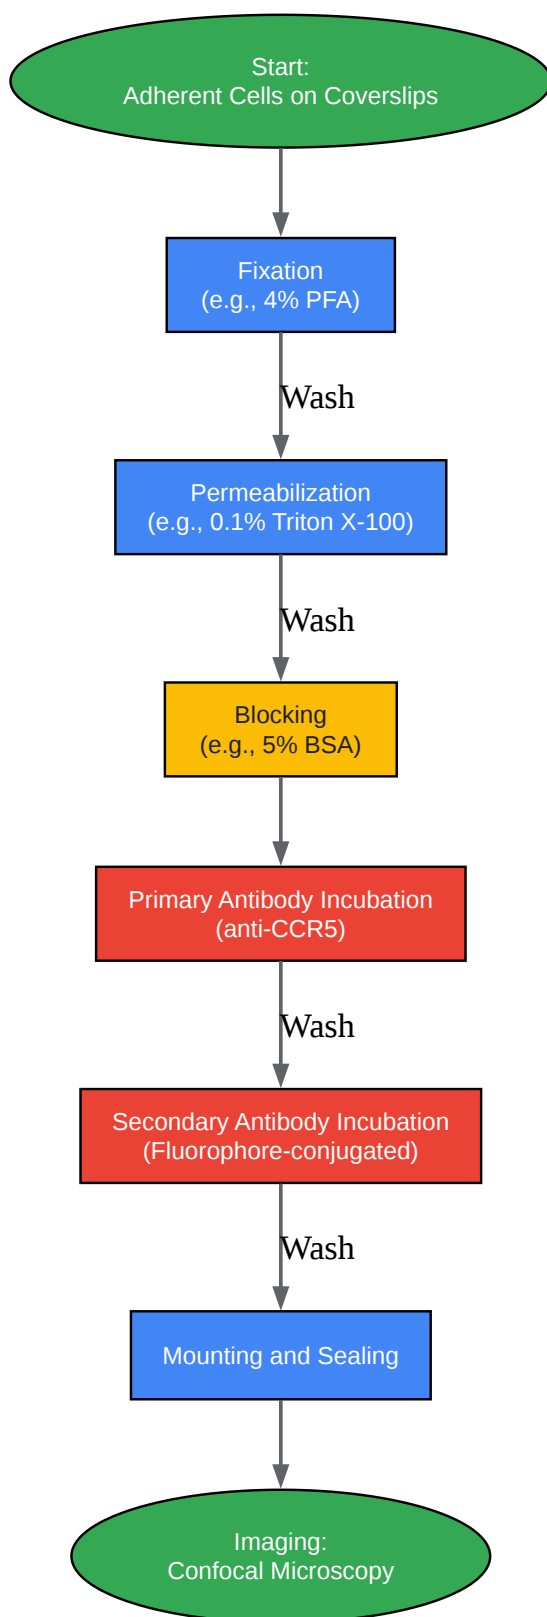 Start:
Adherent Cells on Coverslips
Fixation
(e.g., 4% PFA)
Wash
Permeabilization
(e.g., 0.1% Triton X-100)
Wash
Blocking
(e.g., 5% BSA)
Primary Antibody Incubation
(anti-CCR5)
Wash
Secondary Antibody Incubation
(Fluorophore-conjugated)
Wash
Mounting and Sealing
Imaging:
Confocal Microscopy